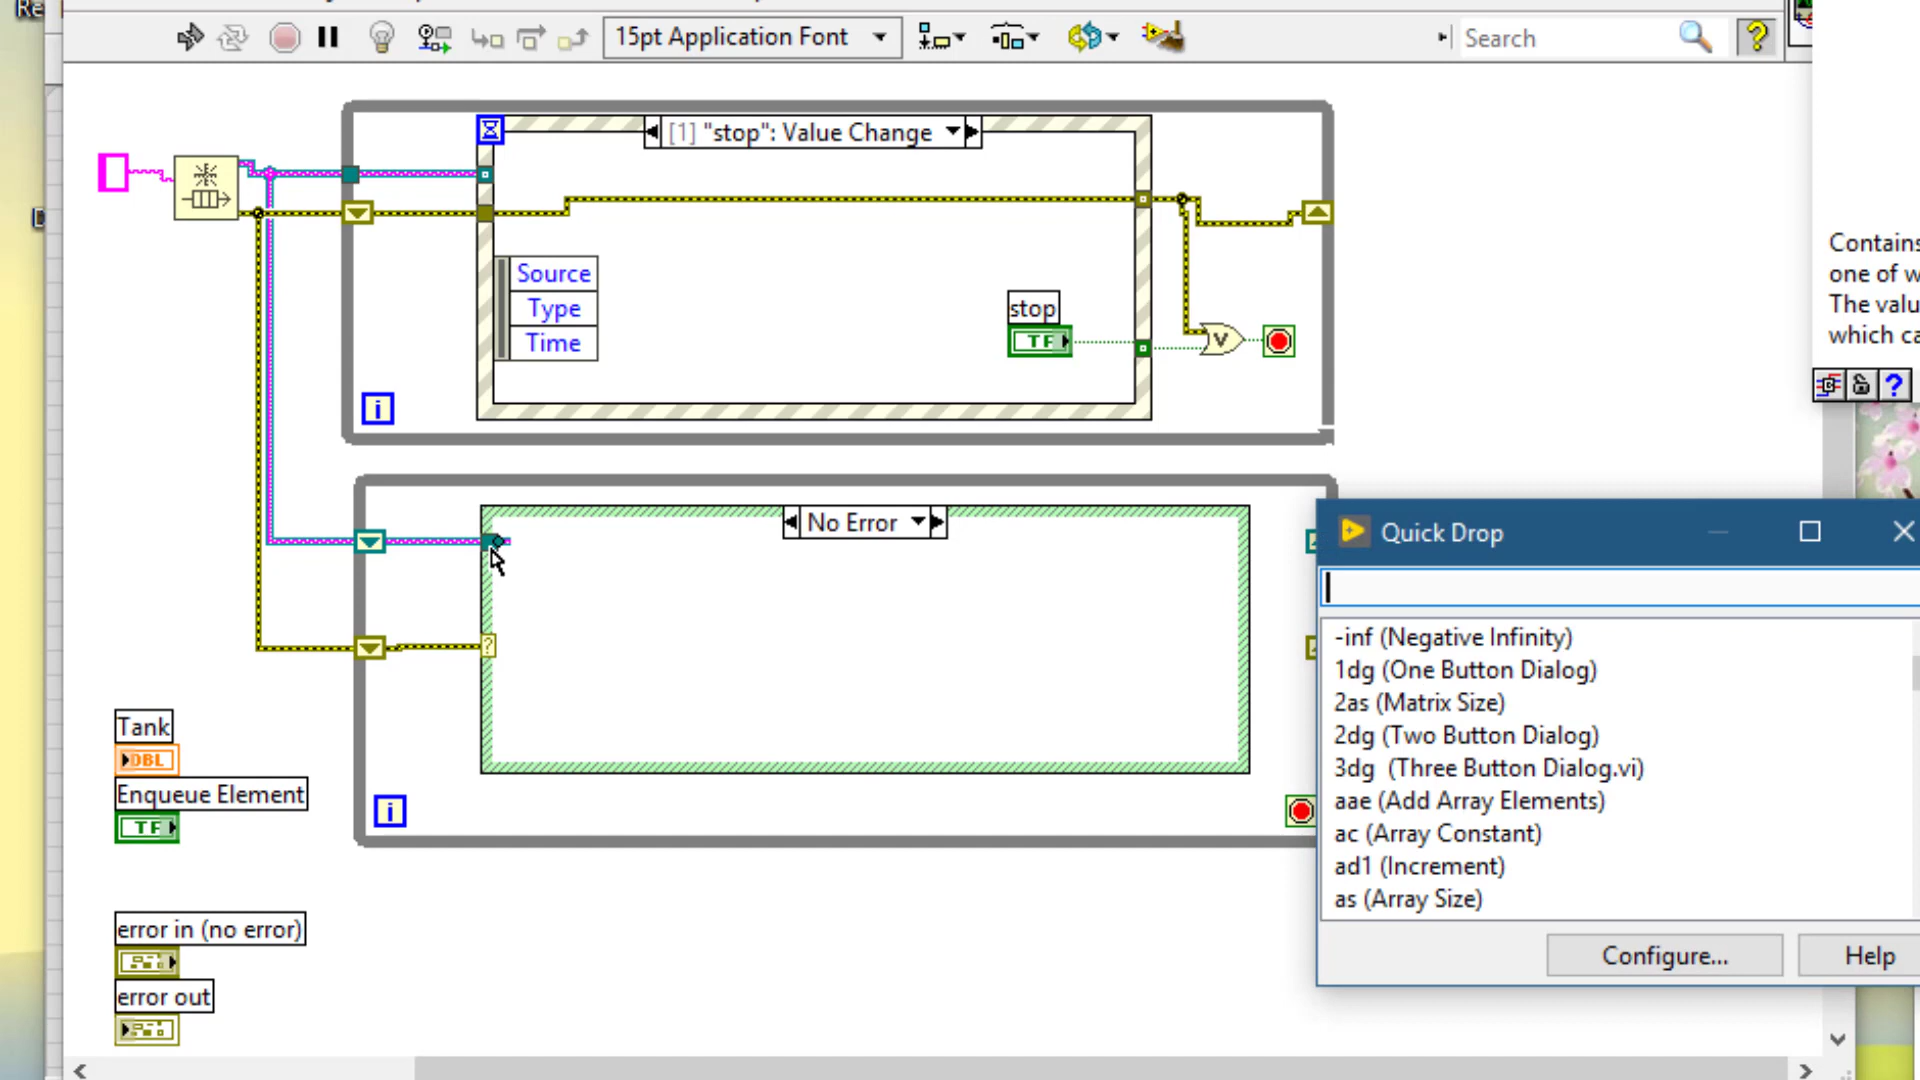 Re
15pt Application Font
Search
?
[1] "stop": Value Change
Source
Type
Time
stop
TF
V
i
No Error
?
i
Tank
DBL
Enqueue Element
TF
error in (no error)
error out
Contains
one of w
The valu
which ca
?
Quick Drop
-inf (Negative Infinity)
1dg (One Button Dialog)
2as (Matrix Size)
2dg (Two Button Dialog)
3dg (Three Button Dialog.vi)
aae (Add Array Elements)
ac (Array Constant)
ad1 (Increment)
as (Array Size)
Configure...
Help